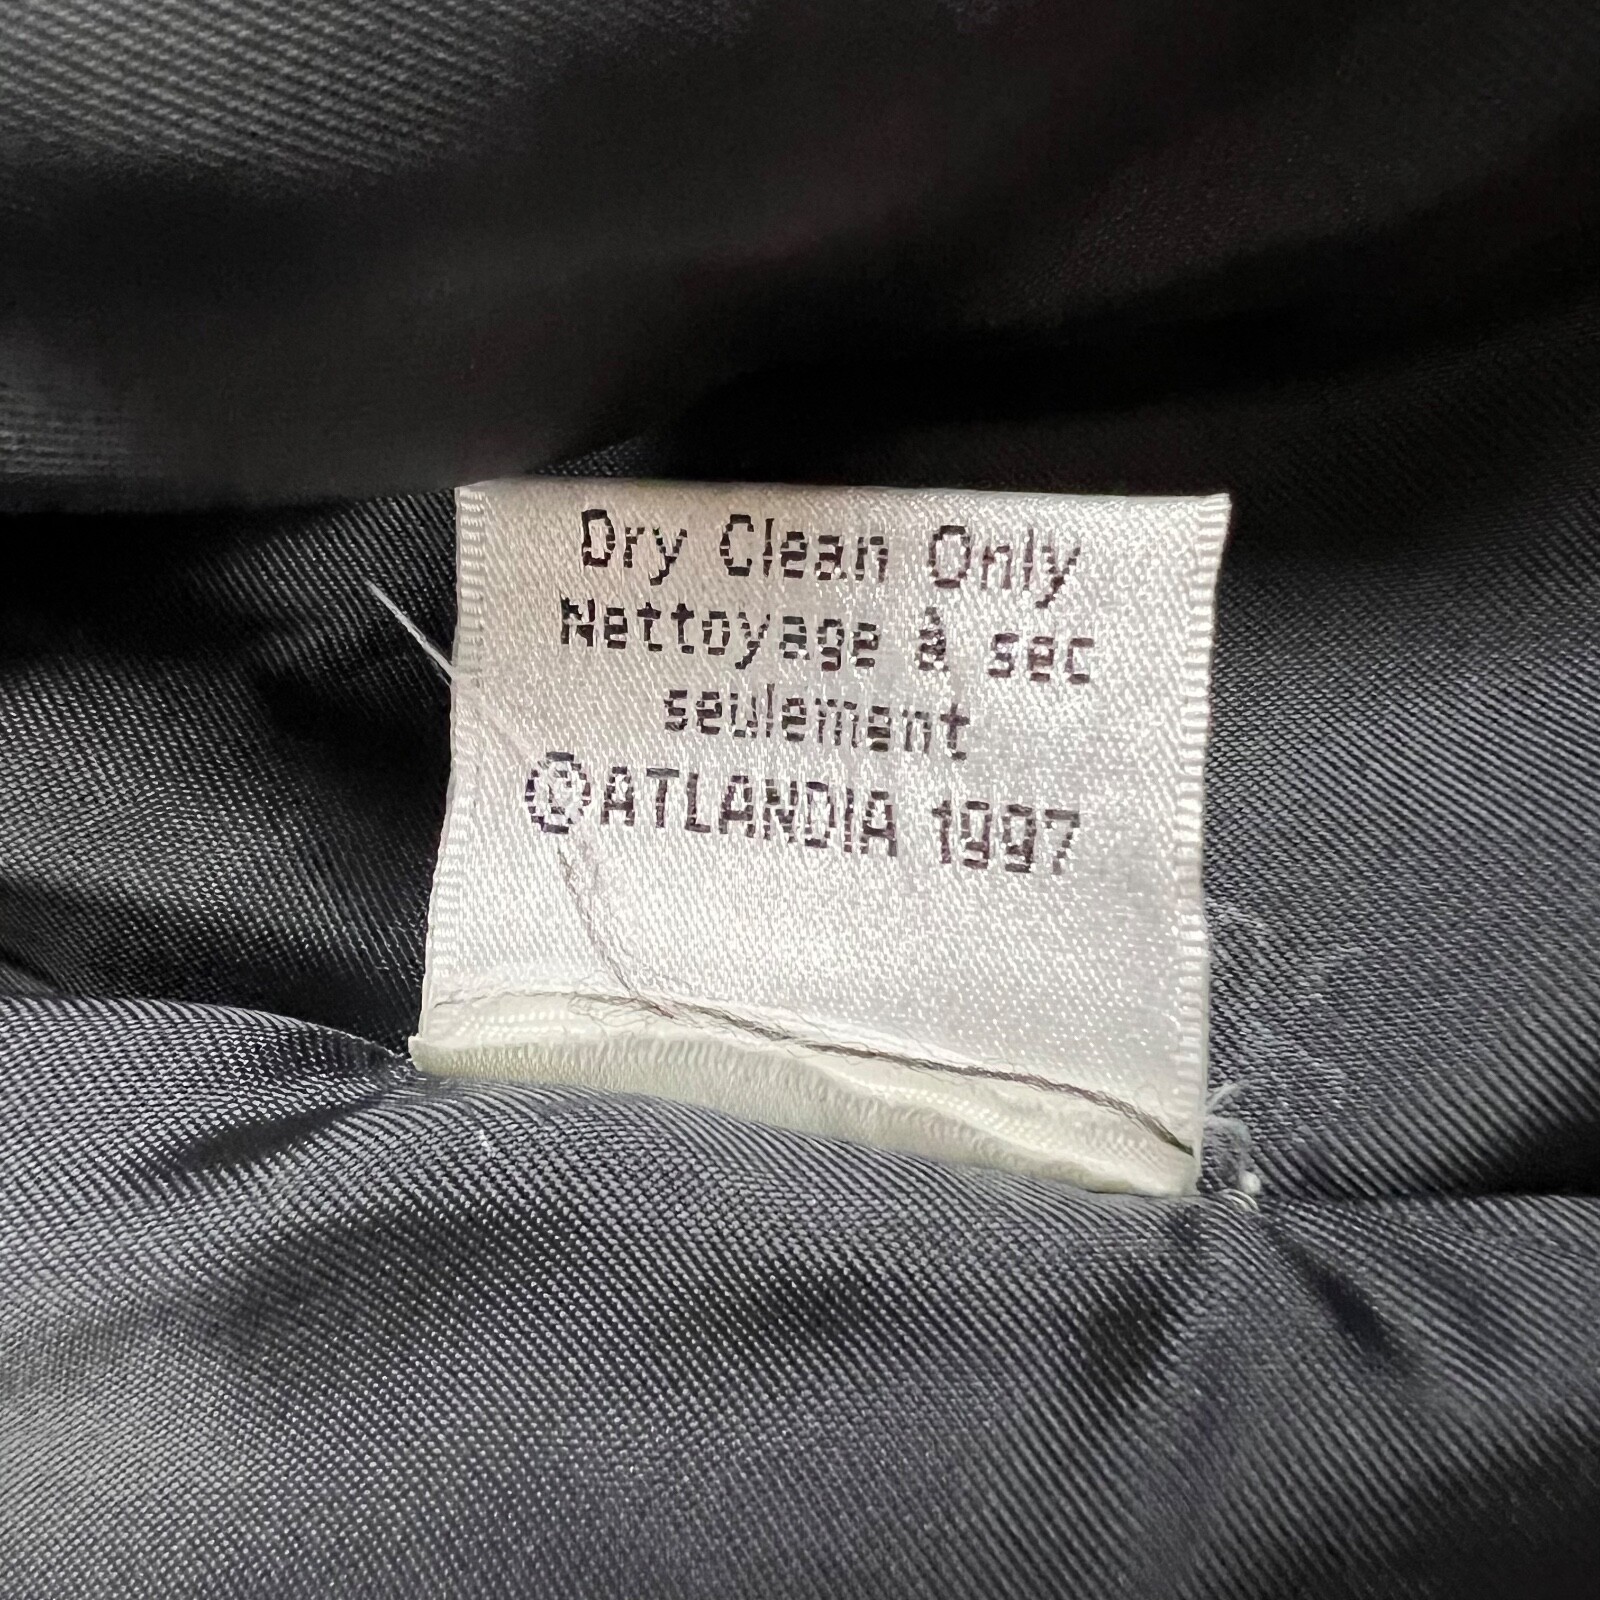 Dry Clean Only
Nettoyage à sec
seulement
©ATLANDIA 1997